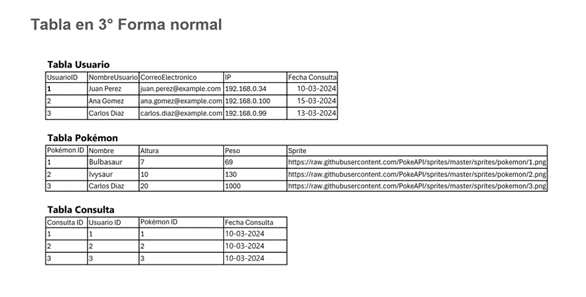 Tabla en 3° Forma normal
Tabla Usuario
UsuarioID NombreUsuario CorreoElectronico IP Fecha Consulta
1 Juan Perez juan.perez@example.com 192.168.0.34 10-03-2024
2 Ana Gomez ana.gomez@example.com 192.168.0.100 15-03-2024
3 Carlos Diaz carlos.diaz@example.com 192.168.0.99 13-03-2024
Tabla Pokémon
Pokémon ID Nombre Altura Peso Sprite
1 Bulbasaur 7 69 https://raw.githubusercontent.com/PokeAPI/sprites/master/sprites/pokemon/1.png
2 Ivysaur 10 130 https://raw.githubusercontent.com/PokeAPI/sprites/master/sprites/pokemon/2.png
3 Carlos Diaz 20 1000 https://raw.githubusercontent.com/PokeAPI/sprites/master/sprites/pokemon/3.png
Tabla Consulta
Consulta ID Usuario ID Pokémon ID Fecha Consulta
1 1 1 10-03-2024
2 2 2 10-03-2024
3 3 3 10-03-2024